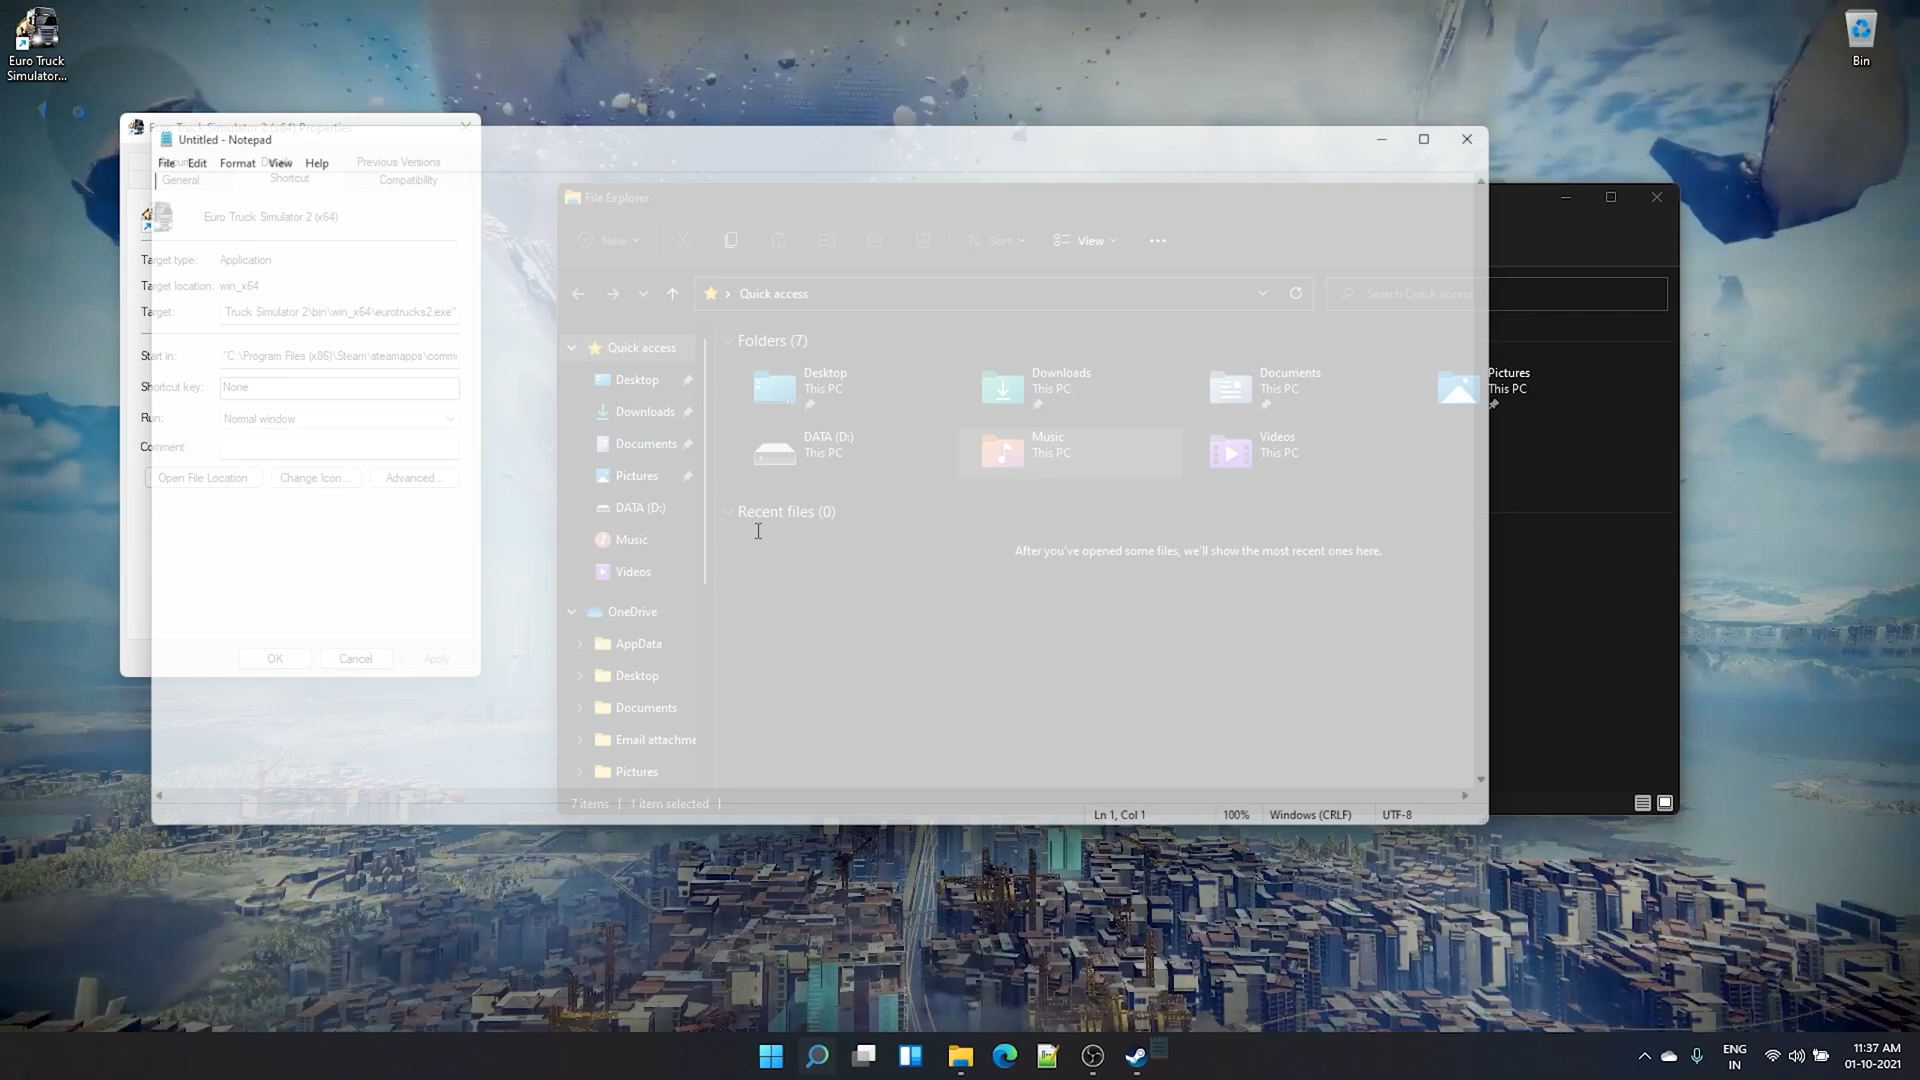 Euro Truck
Simulator...
Bin
Euro Truck Simulator 2 (x64) Properties
Untitled - Notepad
File Edit Format View Help
Previous Versions
General Shortcut Compatibility
Euro Truck Simulator 2 (x64)
Target type: Application
Target location: win_x64
Target: Truck Simulator 2\bin\win_x64\eurotrucks2.exe"
Start in: "C:\Program Files (x86)\Steam\steamapps\comm
Shortcut key: None
Run: Normal window
Comment:
Open File Location Change Icon... Advanced...
OK Cancel Apply
File Explorer
New Sort View
Quick access
Search Quick access
Quick access
Desktop
Downloads
Documents
Pictures
DATA (D:)
Music
Videos
OneDrive
AppData
Desktop
Documents
Email attachme
Pictures
Folders (7)
Desktop
This PC
Downloads
This PC
Documents
This PC
Pictures
This PC
DATA (D:)
This PC
Music
This PC
Videos
This PC
Recent files (0)
After you've opened some files, we'll show the most recent ones here.
7 items 1 item selected
Ln 1, Col 1 100% Windows (CRLF) UTF-8
ENG
IN
11:37 AM
01-10-2021